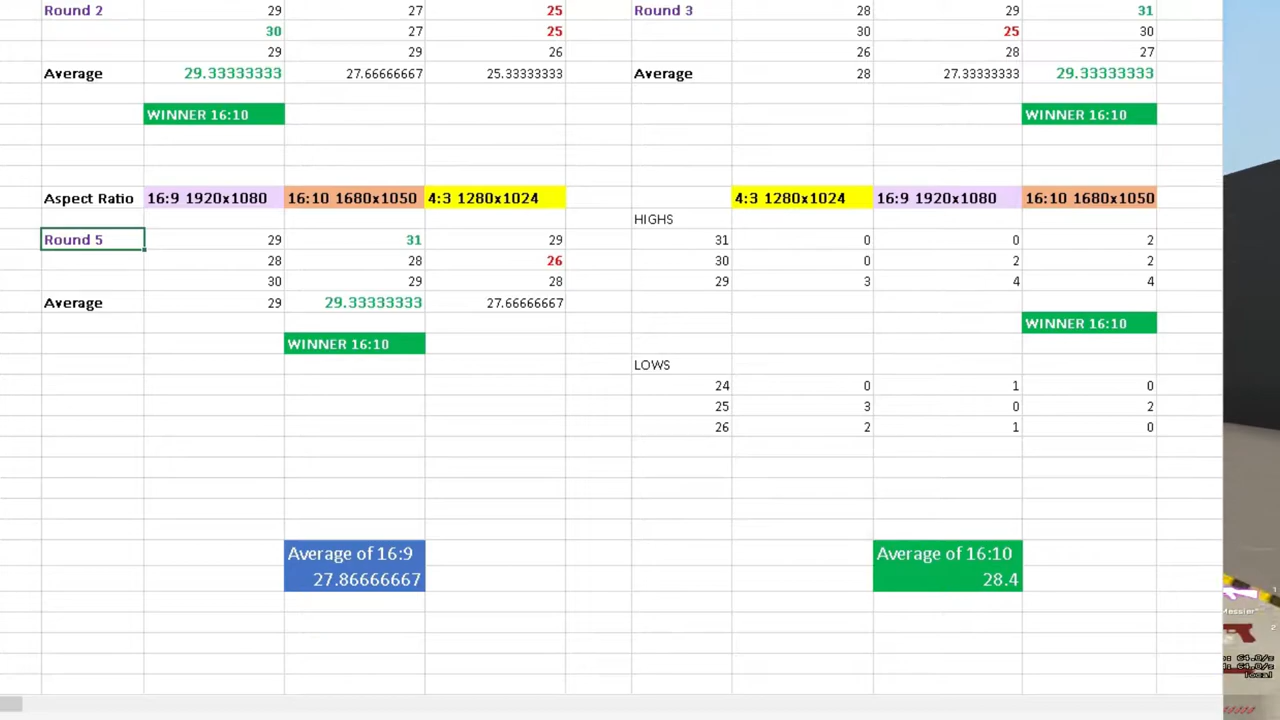 Round 2 29 27 25 Round 3 28 29 31
30 27 25 30 25 30
29 29 26 26 28 27
Average 29.33333333 27.66666667 25.33333333 Average 28 27.33333333 29.33333333
WINNER 16:10 WINNER 16:10
Aspect Ratio 16:9 1920x1080 16:10 1680x1050 4:3 1280x1024 4:3 1280x1024 16:9 1920x1080 16:10 1680x1050
HIGHS
Round 5 29 31 29 31 0 0 2
28 28 26 30 0 2 2
30 29 28 29 3 4 4
Average 29 29.33333333 27.66666667
WINNER 16:10
WINNER 16:10
LOWS
24 0 1 0
25 3 0 2
26 2 1 0
Average of 16:9 Average of 16:10
27.86666667 28.4